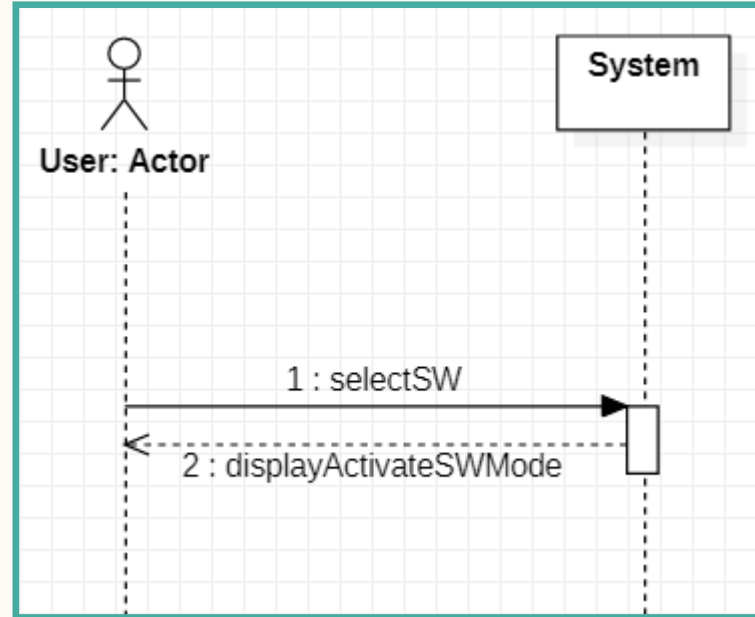 System
User: Actor
1 : selectSW
2 : displayActivateSWMode